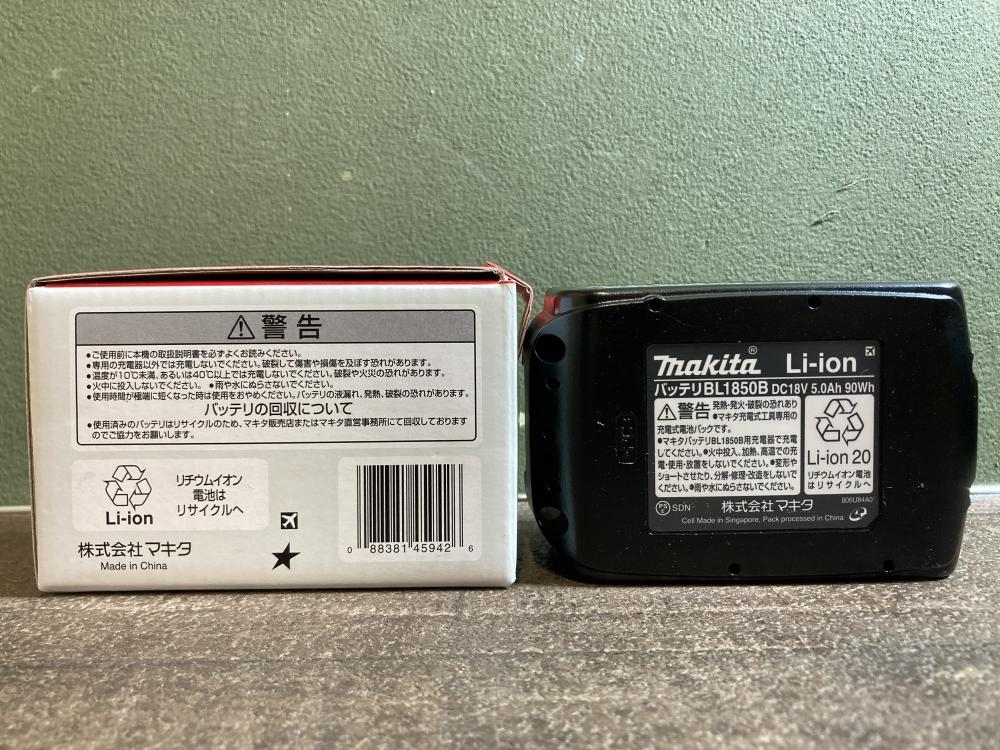 警告
●ご使用前に本機の取扱説明書を必ずよくお読みください。
●専用の充電器以外では充電しないでください。破裂して傷害や損傷を及ぼす恐れがあります。
●温度が10℃未満、あるいは40℃以上では充電しないでください。破裂や火災の恐れがあります。
●火中に投入しないでください。 ●雨や水にぬらさないでください。
●使用時間が極端に短くなった時は使用をおやめください。バッテリの液漏れ、発熱、破裂の恐れがあります。
バッテリの回収について
●使用済みのバッテリはリサイクルのため、マキタ販売店またはマキタ直営事務所にて回収しております
のでご協力をお願いします。
Li-ion
リチウムイオン
電池は
リサイクルへ
株式会社マキタ
Made in China
0 88381 45942 6
makita® Li-ion
バッテリBL1850B DC18V 5.0Ah 90Wh
警告 発熱・発火・破裂の恐れあり
●マキタ充電式工具専用の
充電式電池パックです。
●マキタバッテリBL1850B用充電器で充電
してください。●火中投入、加熱、高温での充
電・使用・放置をしないでください。●変形や
ショートさせたり、分解・修理・改造をしないで
ください。●雨や水にぬらさないでください。
Li-ion 20
リチウムイオン電池
はリサイクルへ
PS E SDN 株式会社 マキタ
806U84A0
Cell Made in Singapore, Pack processed in China